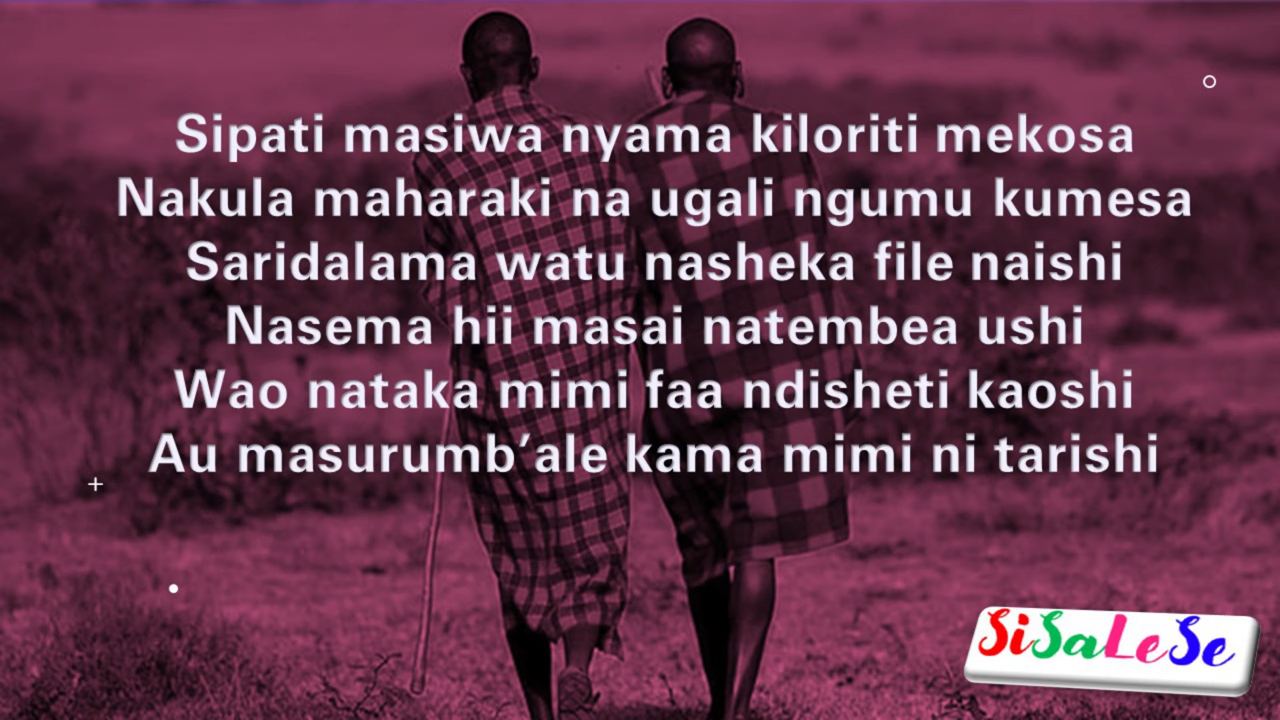 Sipati masiwa nyama kiloriti mekosa
Nakula maharaki na ugali ngumu kumesa
Saridalama watu nasheka file naishi
Nasema hii masai natembea ushi
Wao nataka mimi faa ndisheti kaoshi
Au masurumb’ale kama mimi ni tarishi
SiSaLeSe